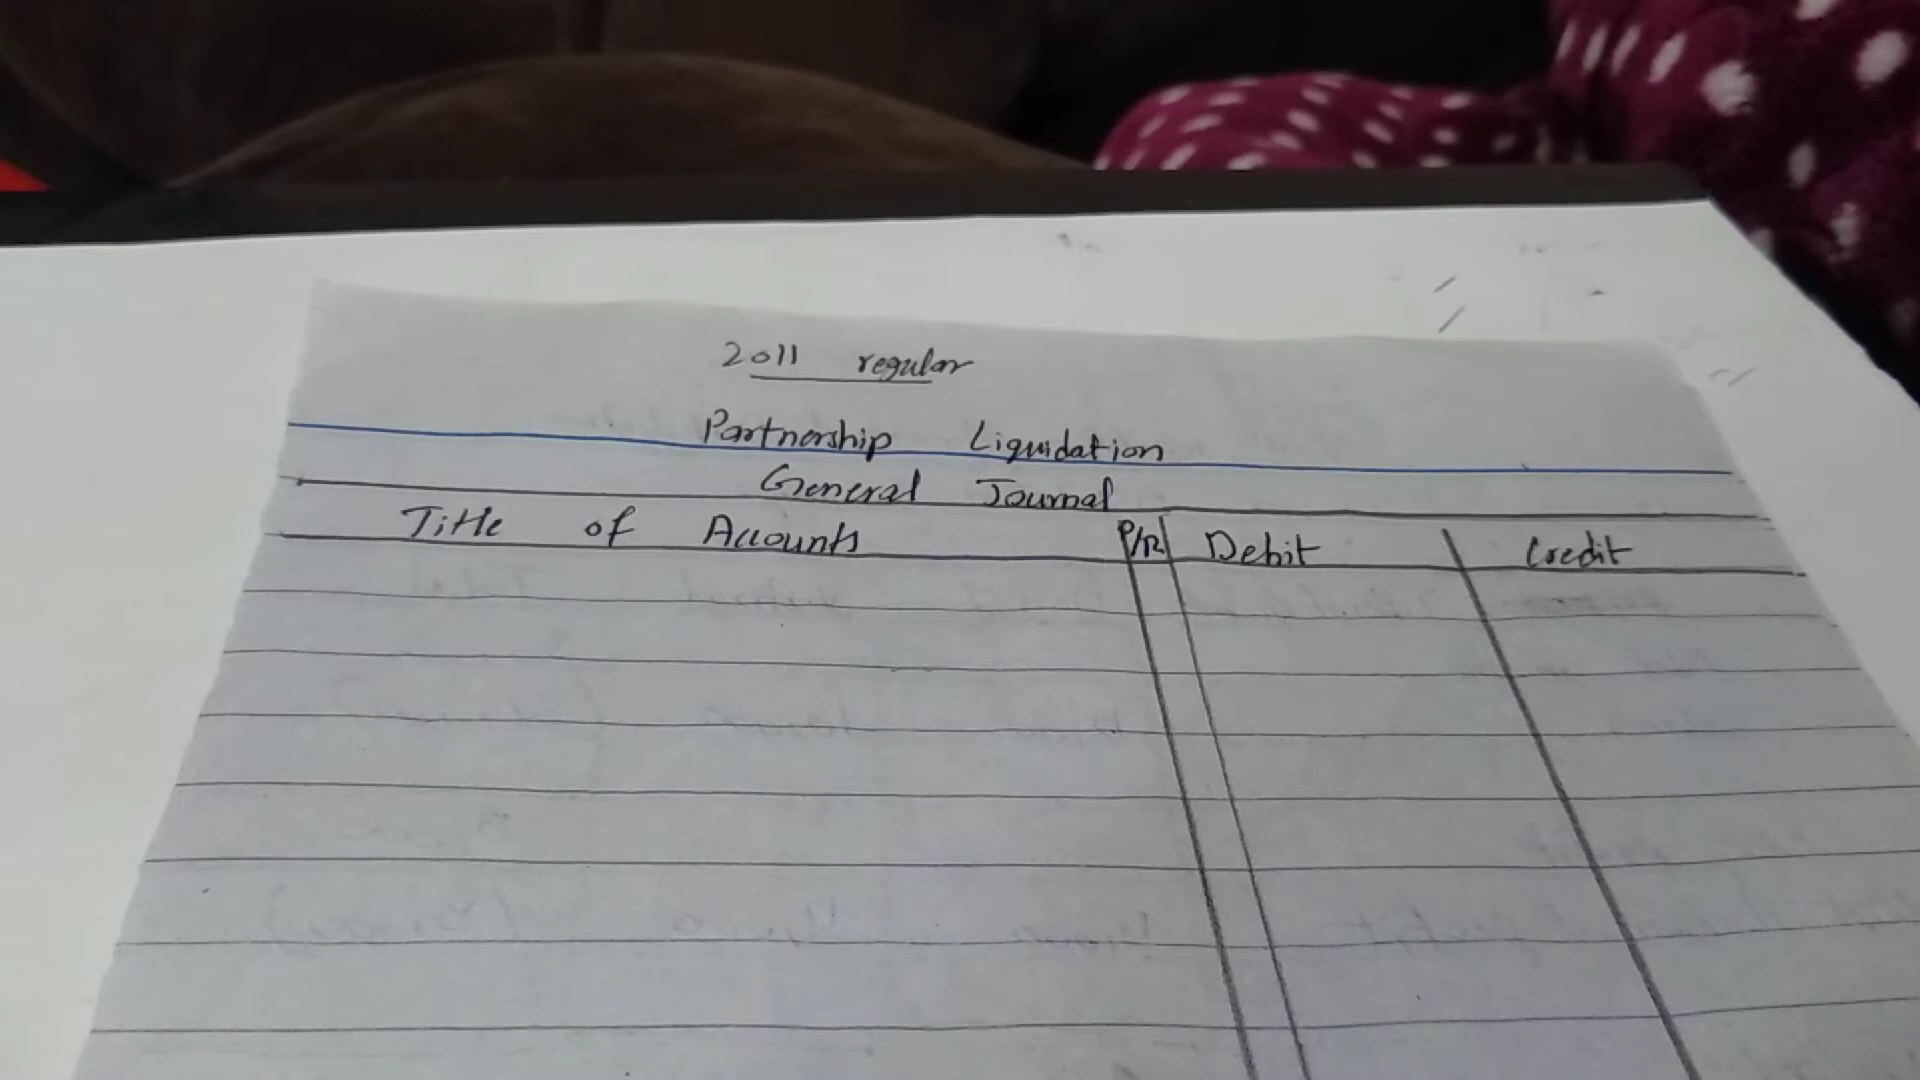 2011 regular
Partnership Liquidation
General Journal
Title of Accounts P/R Debit Credit